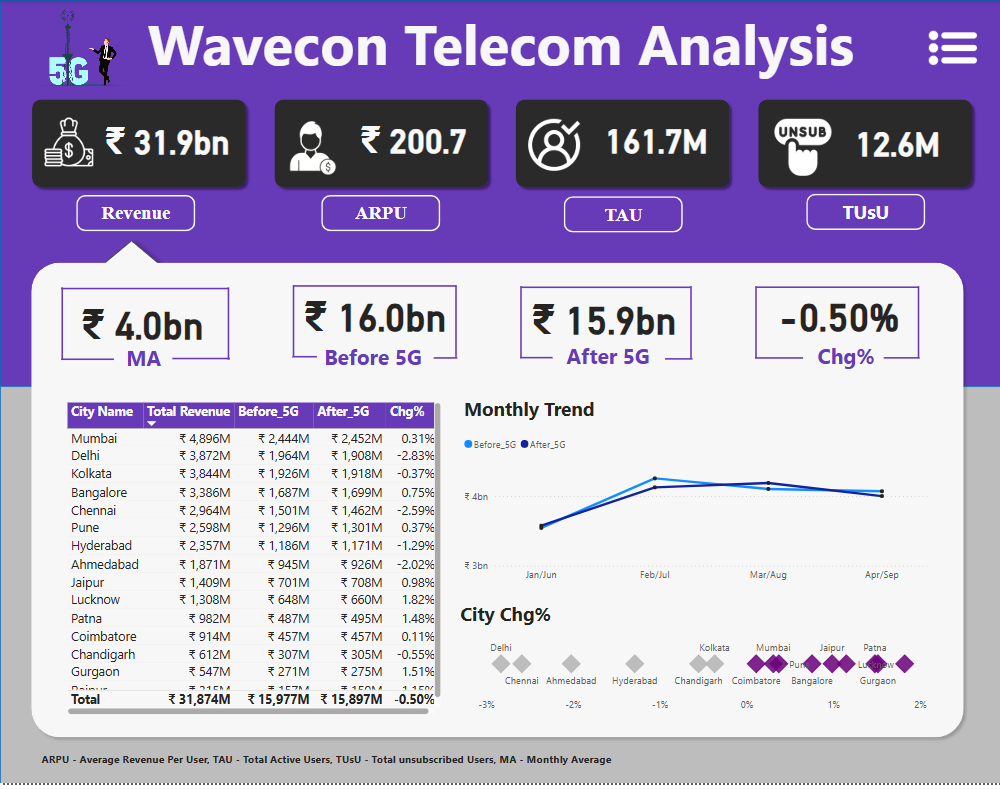 5G
Wavecon Telecom Analysis
₹ 31.9bn
₹ 200.7
161.7M
UNSUB
12.6M
Revenue
ARPU
TAU
TUsU
₹ 4.0bn
MA
₹ 16.0bn
Before 5G
₹ 15.9bn
After 5G
-0.50%
Chg%
City Name Total Revenue Before_5G After_5G Chg%
Mumbai ₹ 4,896M ₹ 2,444M ₹ 2,452M 0.31%
Delhi ₹ 3,872M ₹ 1,964M ₹ 1,908M -2.83%
Kolkata ₹ 3,844M ₹ 1,926M ₹ 1,918M -0.37%
Bangalore ₹ 3,386M ₹ 1,687M ₹ 1,699M 0.75%
Chennai ₹ 2,964M ₹ 1,501M ₹ 1,462M -2.59%
Pune ₹ 2,598M ₹ 1,296M ₹ 1,301M 0.37%
Hyderabad ₹ 2,357M ₹ 1,186M ₹ 1,171M -1.29%
Ahmedabad ₹ 1,871M ₹ 945M ₹ 926M -2.02%
Jaipur ₹ 1,409M ₹ 701M ₹ 708M 0.98%
Lucknow ₹ 1,308M ₹ 648M ₹ 660M 1.82%
Patna ₹ 982M ₹ 487M ₹ 495M 1.48%
Coimbatore ₹ 914M ₹ 457M ₹ 457M 0.11%
Chandigarh ₹ 612M ₹ 307M ₹ 305M -0.55%
Gurgaon ₹ 547M ₹ 271M ₹ 275M 1.51%
Total ₹ 31,874M ₹ 15,977M ₹ 15,897M -0.50%
Monthly Trend
Before_5G After_5G
₹ 4bn
₹ 3bn
Jan/Jun Feb/Jul Mar/Aug Apr/Sep
City Chg%
Delhi Kolkata Mumbai Jaipur Patna
Lucknow
Chennai Ahmedabad Hyderabad Chandigarh Coimbatore Bangalore Gurgaon
-3% -2% -1% 0% 1% 2%
ARPU - Average Revenue Per User, TAU - Total Active Users, TUsU - Total unsubscribed Users, MA - Monthly Average